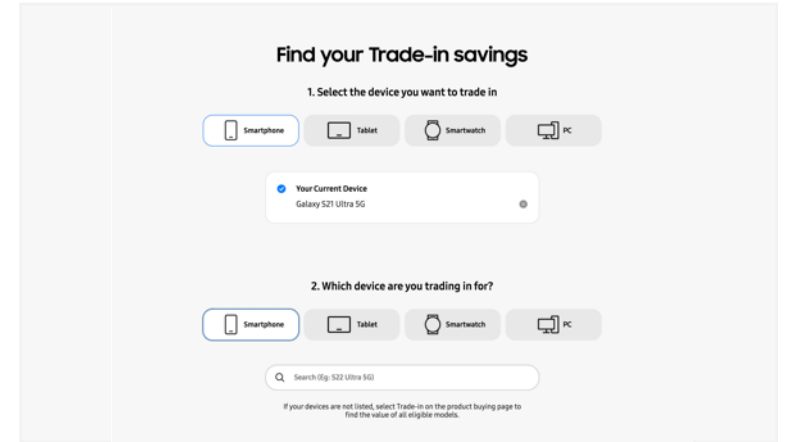 Find your Trade-in savings
1. Select the device you want to trade in
Smartphone
Tablet
Smartwatch
PC
Your Current Device
Galaxy S21 Ultra 5G
2. Which device are you trading in for?
Smartphone
Tablet
Smartwatch
PC
Search (Eg: S22 Ultra 5G)
If your devices are not listed, select Trade-in on the product buying page to
find the value of all eligible models.